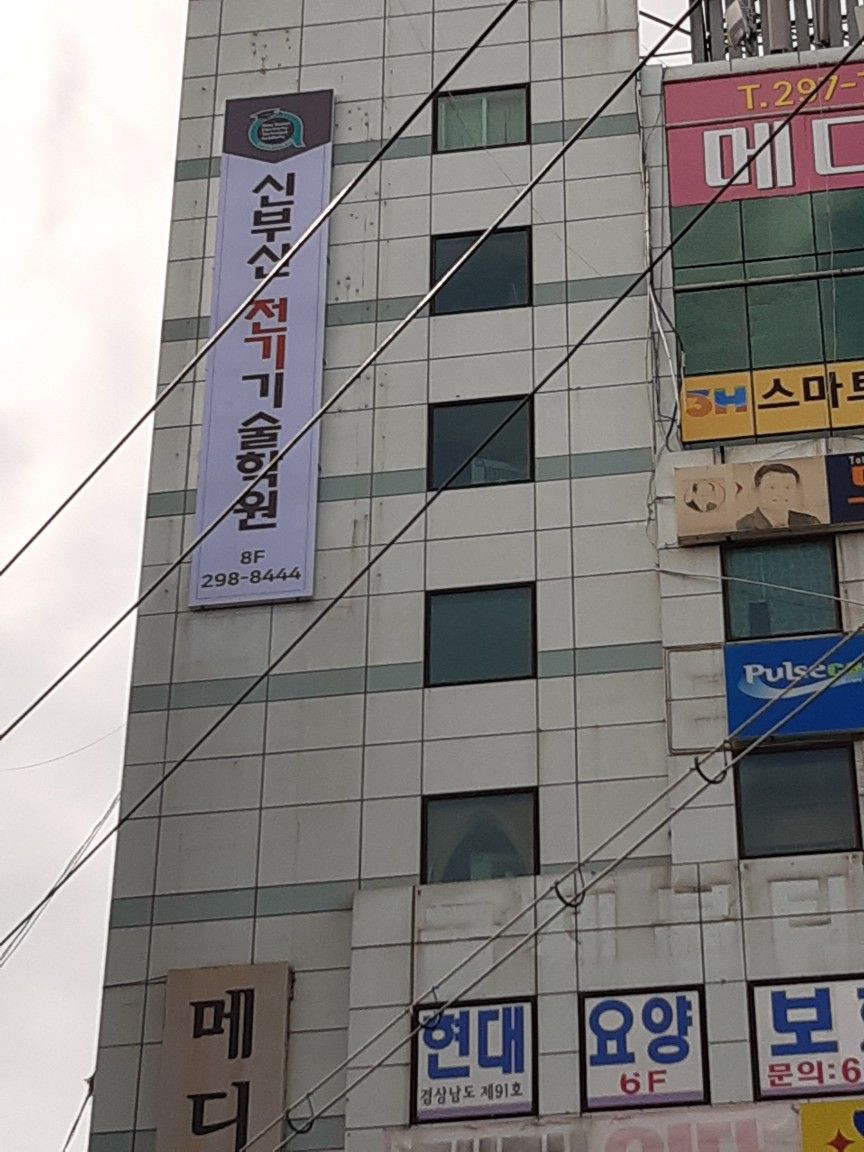 신부산 전기기술학원
8F
298-8444
T.297-
메디
3H 스마트
Pulse
메디
현대
경상남도 제91호
요양
6F
보
문의:6